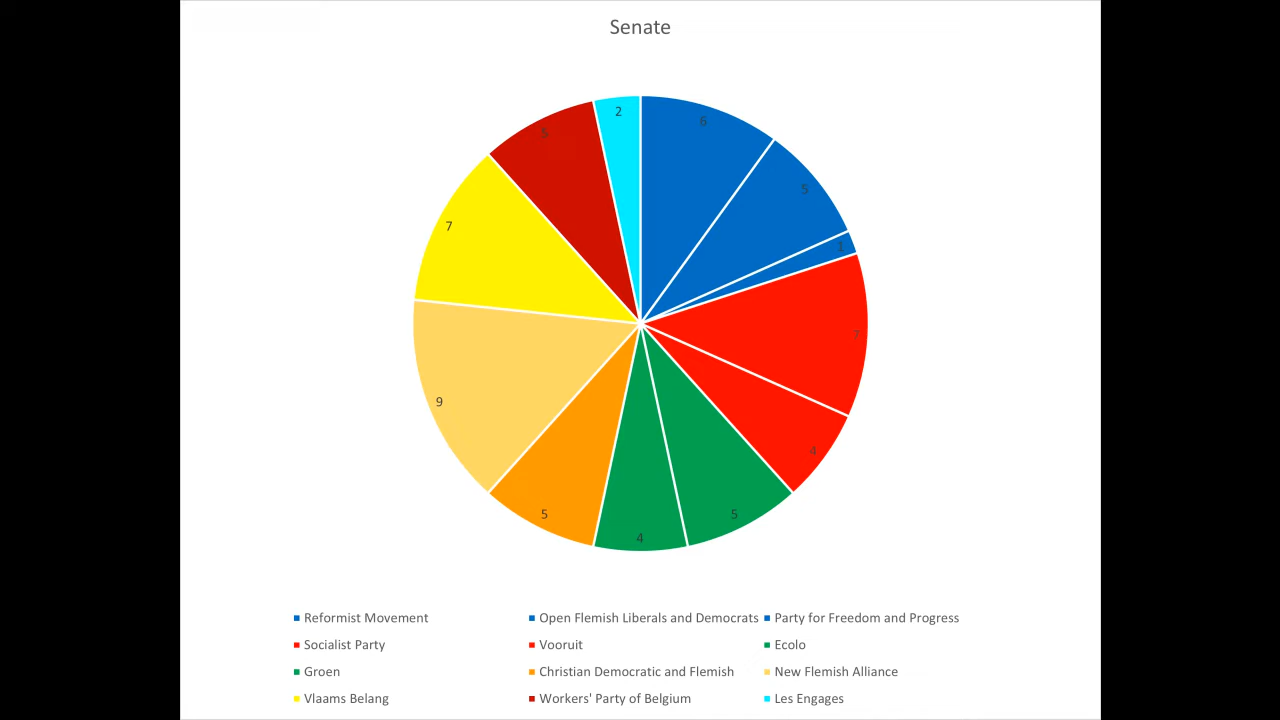 Senate
2
6
5
5
7
1
7
9
4
5
5
4
Reformist Movement
Open Flemish Liberals and Democrats
Party for Freedom and Progress
Socialist Party
Vooruit
Ecolo
Groen
Christian Democratic and Flemish
New Flemish Alliance
Vlaams Belang
Workers' Party of Belgium
Les Engages